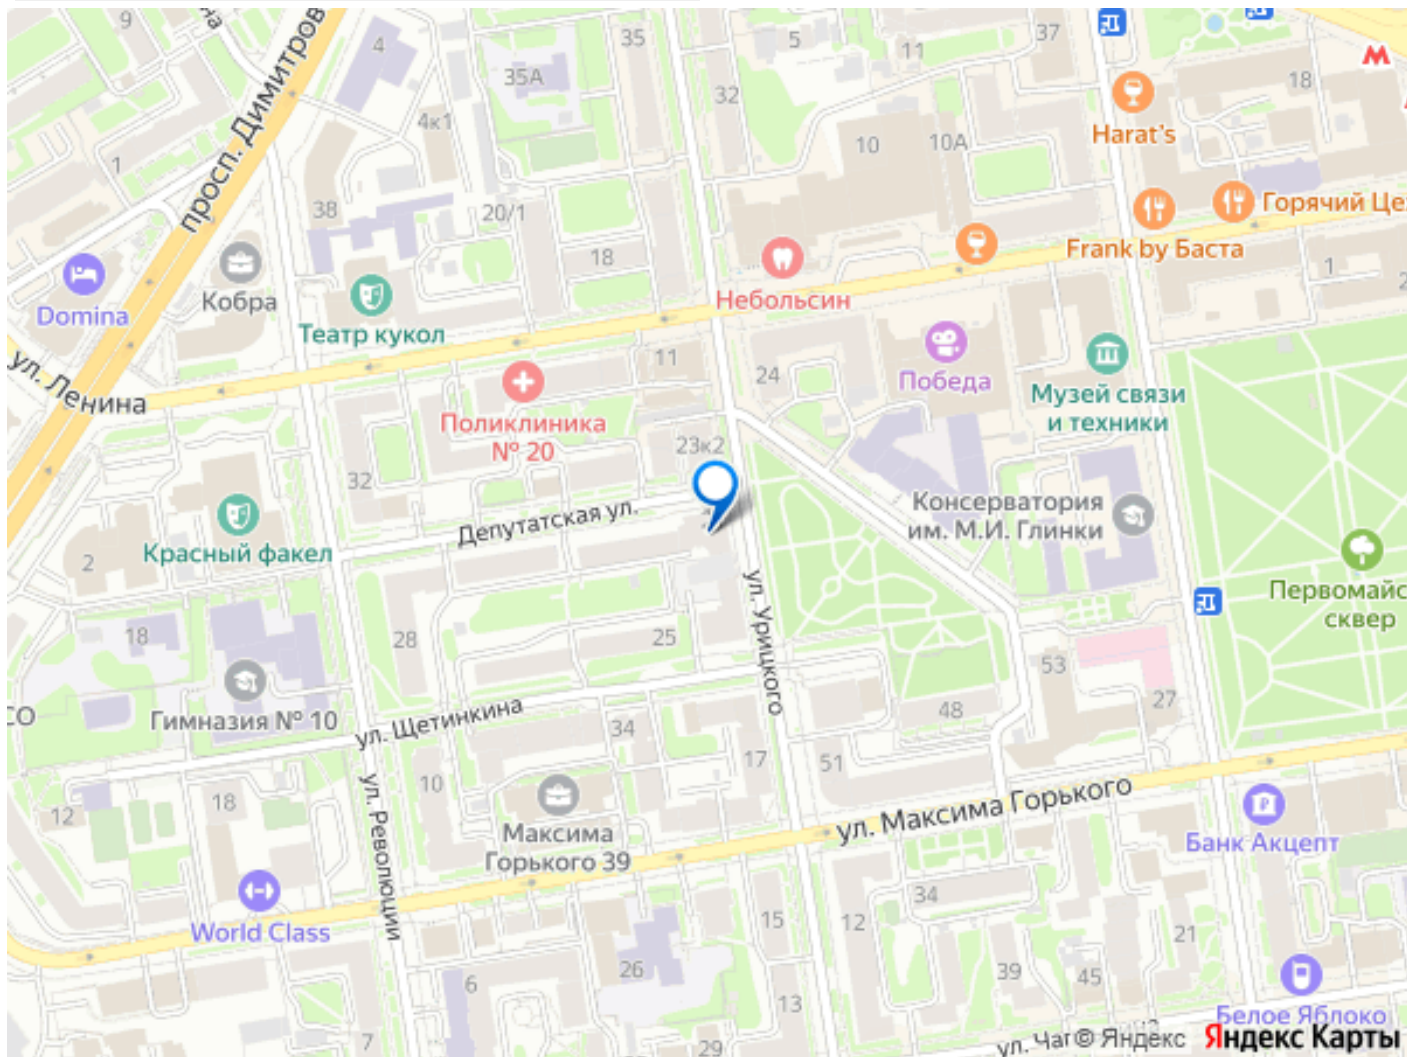 9
на
4
35
5
11
37
18
просп. Димитров
35А
32
4к1
10
10А
Harat's
1
38
20/1
18
Горячий Цех
Frank by Баста
Domina
Кобра
Небольсин
1
2
Театр кукол
ул. Ленина
11
24
Победа
Музей связи
и техники
Поликлиника
№ 20
23к2
32
Депутатская ул.
Консерватория
им. М.И. Глинки
Красный факел
2
ул. Урицкого
Первомайс
сквер
18
28
25
53
27
со
Гимназия № 10
ул. Щетинкина
34
48
17
51
10
12
18
ул. Революции
Максима
Горького 39
ул. Максима Горького
Банк Акцепт
World Class
34
15
12
21
6
26
39
45
13
Белое Яблоко
7
29
ул. Чаг
© Яндекс
Яндекс Карты